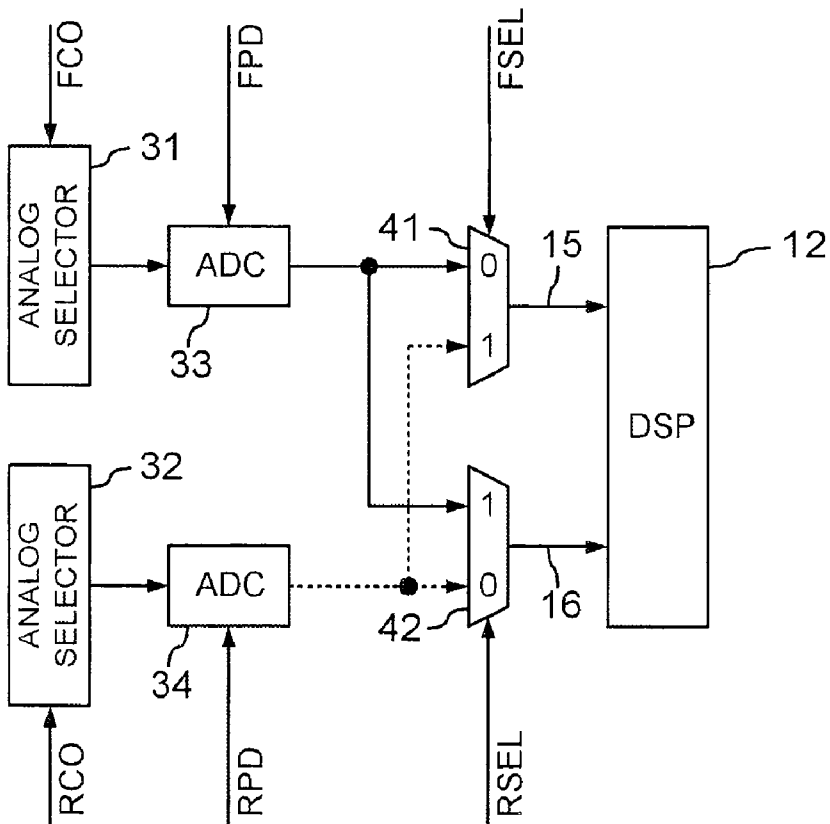 FCO
FPD
FSEL
31
ANALOG
SELECTOR
ADC
33
41
0
1
15
12
DSP
32
ANALOG
SELECTOR
ADC
34
1
0
42
16
RCO
RPD
RSEL